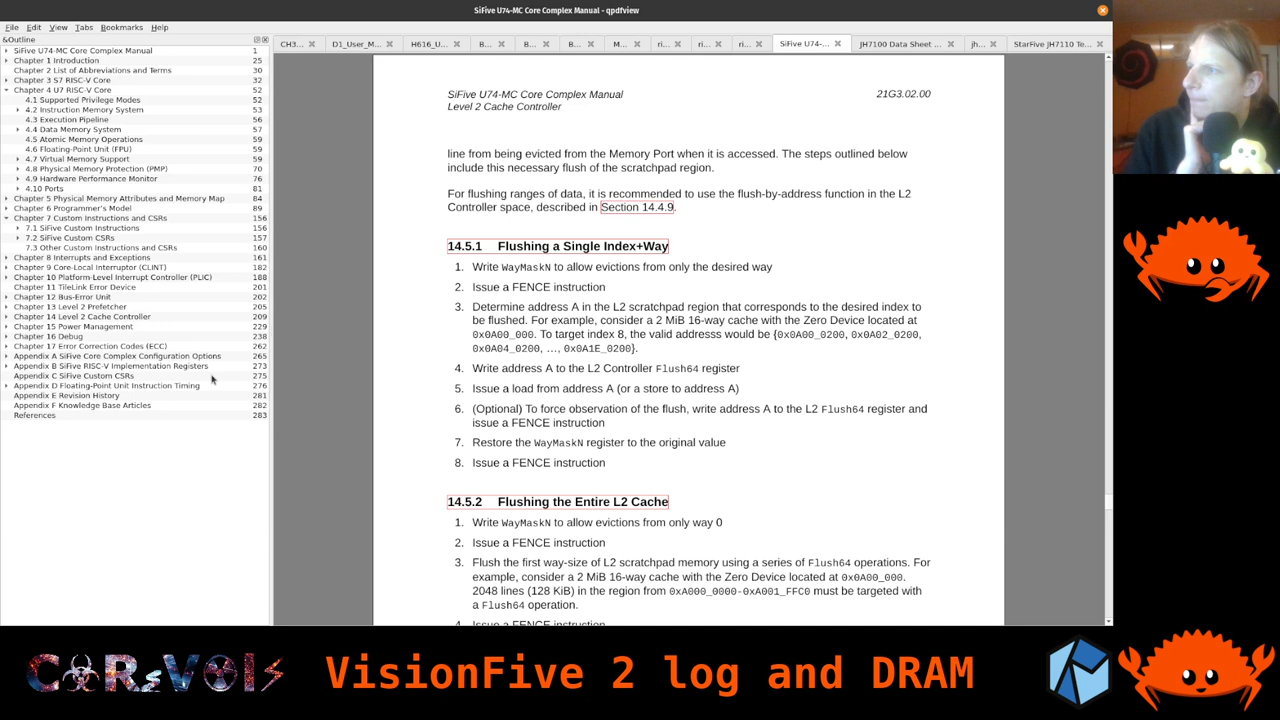 SiFive U74-MC Core Complex Manual - qpdfview
File Edit View Tabs Bookmarks Help
&Outline
CH3... D1_User_M... H616_U... B... B... B... M... ri... ri... ri... SiFive U74-... JH7100 Data Sheet ... jh... StarFive JH7110 Te...
SiFive U74-MC Core Complex Manual 1
Chapter 1 Introduction 25
Chapter 2 List of Abbreviations and Terms 30
Chapter 3 S7 RISC-V Core 32
Chapter 4 U7 RISC-V Core 52
4.1 Supported Privilege Modes 52
4.2 Instruction Memory System 53
4.3 Execution Pipeline 56
4.4 Data Memory System 57
4.5 Atomic Memory Operations 59
4.6 Floating-Point Unit (FPU) 59
4.7 Virtual Memory Support 59
4.8 Physical Memory Protection (PMP) 70
4.9 Hardware Performance Monitor 76
4.10 Ports 81
Chapter 5 Physical Memory Attributes and Memory Map 84
Chapter 6 Programmer's Model 89
Chapter 7 Custom Instructions and CSRs 156
7.1 SiFive Custom Instructions 156
7.2 SiFive Custom CSRs 157
7.3 Other Custom Instructions and CSRs 160
Chapter 8 Interrupts and Exceptions 161
Chapter 9 Core-Local Interruptor (CLINT) 182
Chapter 10 Platform-Level Interrupt Controller (PLIC) 188
Chapter 11 TileLink Error Device 201
Chapter 12 Bus-Error Unit 202
Chapter 13 Level 2 Prefetcher 205
Chapter 14 Level 2 Cache Controller 209
Chapter 15 Power Management 229
Chapter 16 Debug 238
Chapter 17 Error Correction Codes (ECC) 262
Appendix A SiFive Core Complex Configuration Options 265
Appendix B SiFive RISC-V Implementation Registers 273
Appendix C SiFive Custom CSRs 275
Appendix D Floating-Point Unit Instruction Timing 276
Appendix E Revision History 281
Appendix F Knowledge Base Articles 282
References 283
SiFive U74-MC Core Complex Manual 21G3.02.00
Level 2 Cache Controller
line from being evicted from the Memory Port when it is accessed. The steps outlined below
include this necessary flush of the scratchpad region.
For flushing ranges of data, it is recommended to use the flush-by-address function in the L2
Controller space, described in Section 14.4.9.
14.5.1 Flushing a Single Index+Way
1. Write WayMaskN to allow evictions from only the desired way
2. Issue a FENCE instruction
3. Determine address A in the L2 scratchpad region that corresponds to the desired index to
be flushed. For example, consider a 2 MiB 16-way cache with the Zero Device located at
0x0A00_000. To target index 8, the valid addresss would be {0x0A00_0200, 0x0A02_0200,
0x0A04_0200, …, 0x0A1E_0200}.
4. Write address A to the L2 Controller Flush64 register
5. Issue a load from address A (or a store to address A)
6. (Optional) To force observation of the flush, write address A to the L2 Flush64 register and
issue a FENCE instruction
7. Restore the WayMaskN register to the original value
8. Issue a FENCE instruction
14.5.2 Flushing the Entire L2 Cache
1. Write WayMaskN to allow evictions from only way 0
2. Issue a FENCE instruction
3. Flush the first way-size of L2 scratchpad memory using a series of Flush64 operations. For
example, consider a 2 MiB 16-way cache with the Zero Device located at 0x0A00_000.
2048 lines (128 KiB) in the region from 0xA000_0000-0xA001_FFC0 must be targeted with
a Flush64 operation.
4. Issue a FENCE instruction
VisionFive 2 log and DRAM